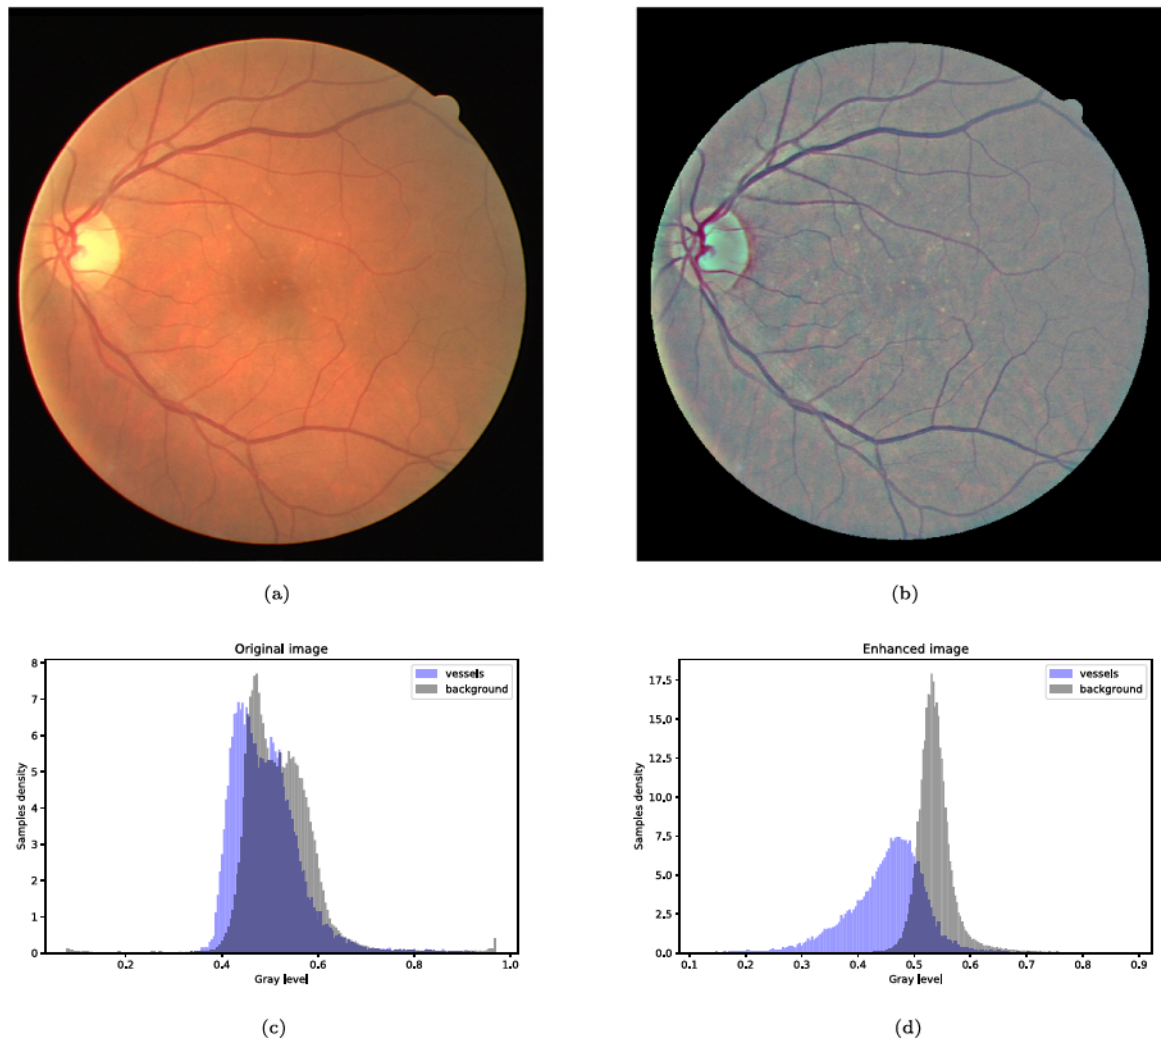 (a)
(b)
Original image
vessels
background
Samples density
8
7
6
5
4
3
2
1
0
0.2
0.4
0.6
0.8
1.0
Gray level
(c)
Enhanced image
vessels
background
Samples density
17.5
15.0
12.5
10.0
7.5
5.0
2.5
0.0
0.1
0.2
0.3
0.4
0.5
0.6
0.7
0.8
0.9
Gray level
(d)